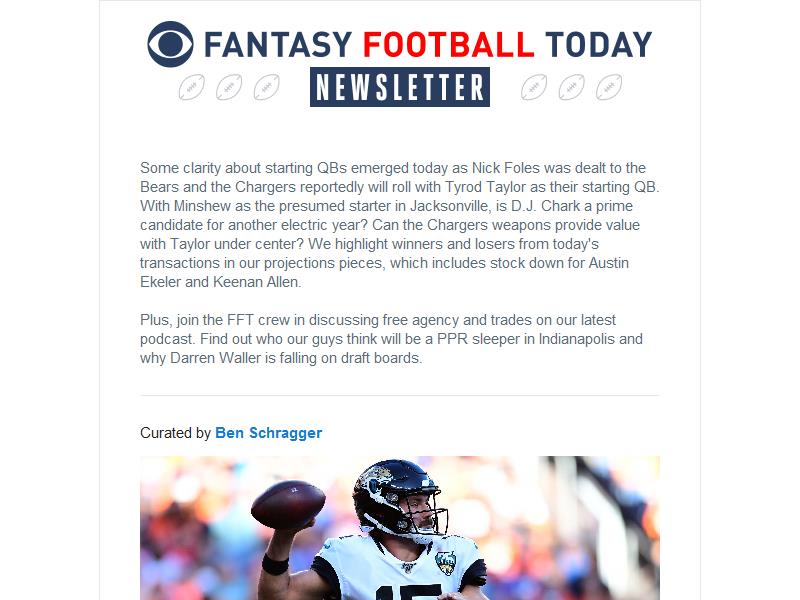 FANTASY FOOTBALL TODAY
NEWSLETTER
Some clarity about starting QBs emerged today as Nick Foles was dealt to the
Bears and the Chargers reportedly will roll with Tyrod Taylor as their starting QB.
With Minshew as the presumed starter in Jacksonville, is D.J. Chark a prime
candidate for another electric year? Can the Chargers weapons provide value
with Taylor under center? We highlight winners and losers from today's
transactions in our projections pieces, which includes stock down for Austin
Ekeler and Keenan Allen.
Plus, join the FFT crew in discussing free agency and trades on our latest
podcast. Find out who our guys think will be a PPR sleeper in Indianapolis and
why Darren Waller is falling on draft boards.
Curated by Ben Schragger
15